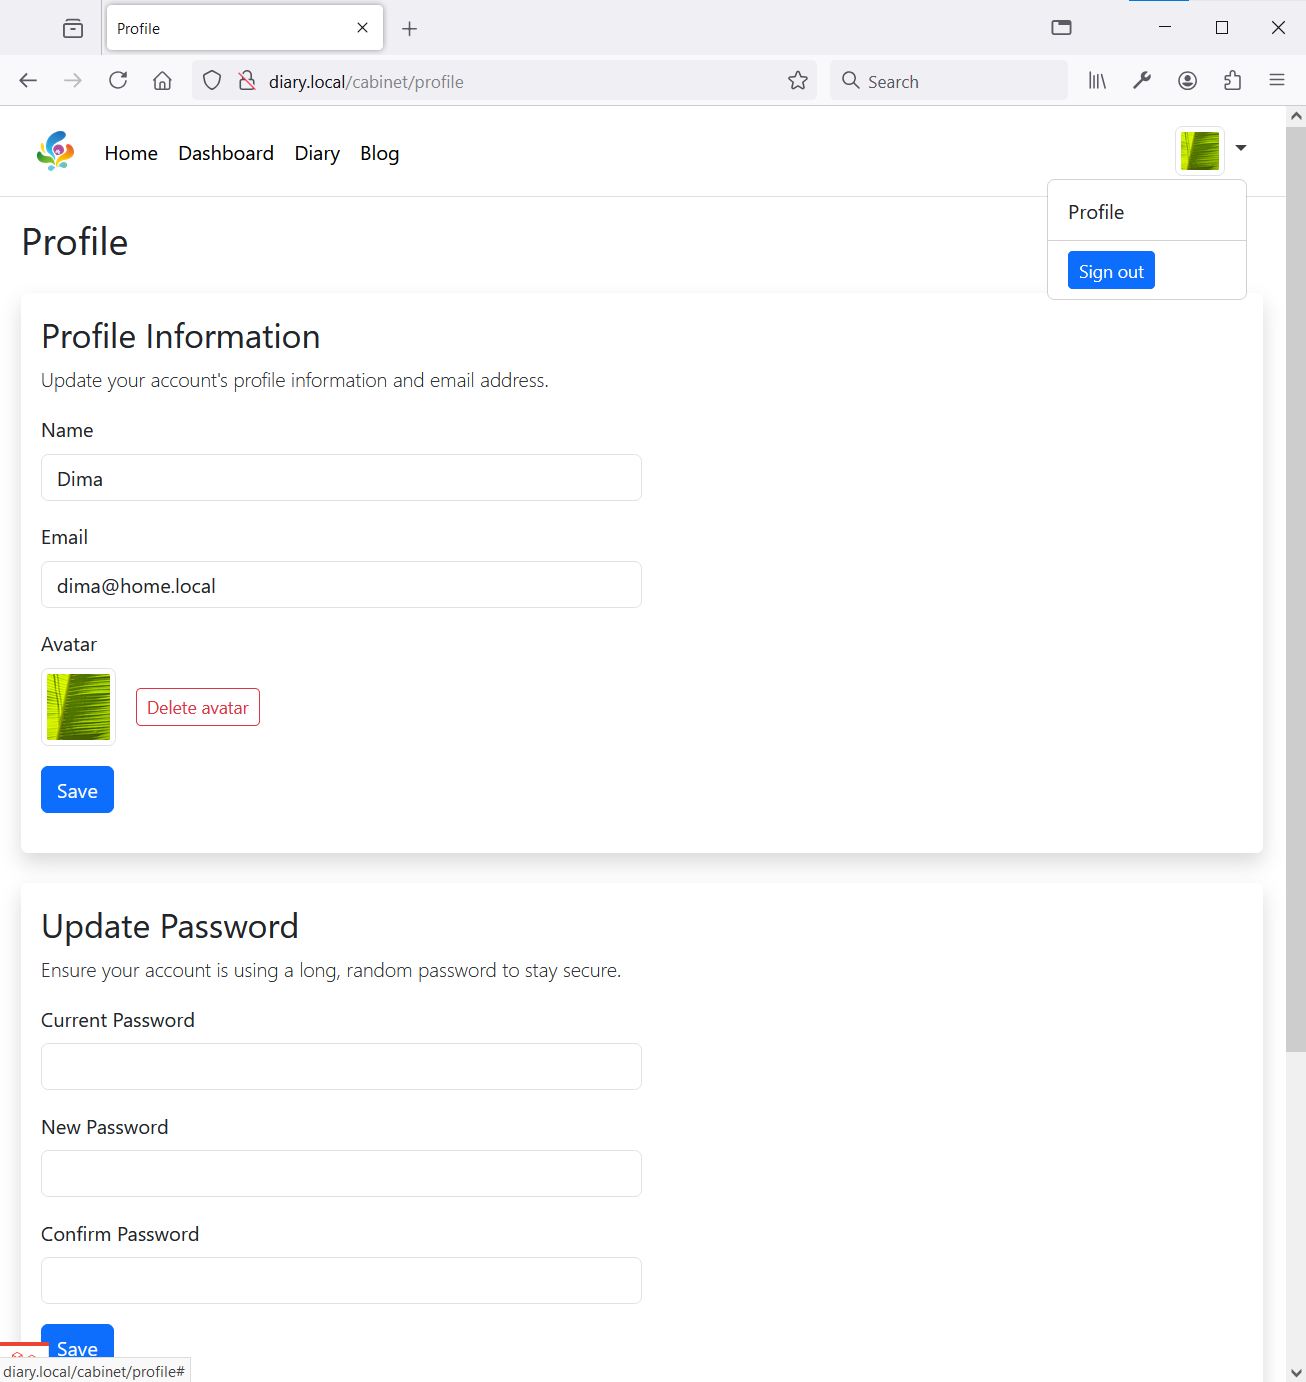 Profile
diary.local/cabinet/profile
Search
Home Dashboard Diary Blog
Profile
Sign out
Profile
Profile Information
Update your account's profile information and email address.
Name
Dima
Email
dima@home.local
Avatar
Delete avatar
Save
Update Password
Ensure your account is using a long, random password to stay secure.
Current Password
New Password
Confirm Password
Save
diary.local/cabinet/profile#